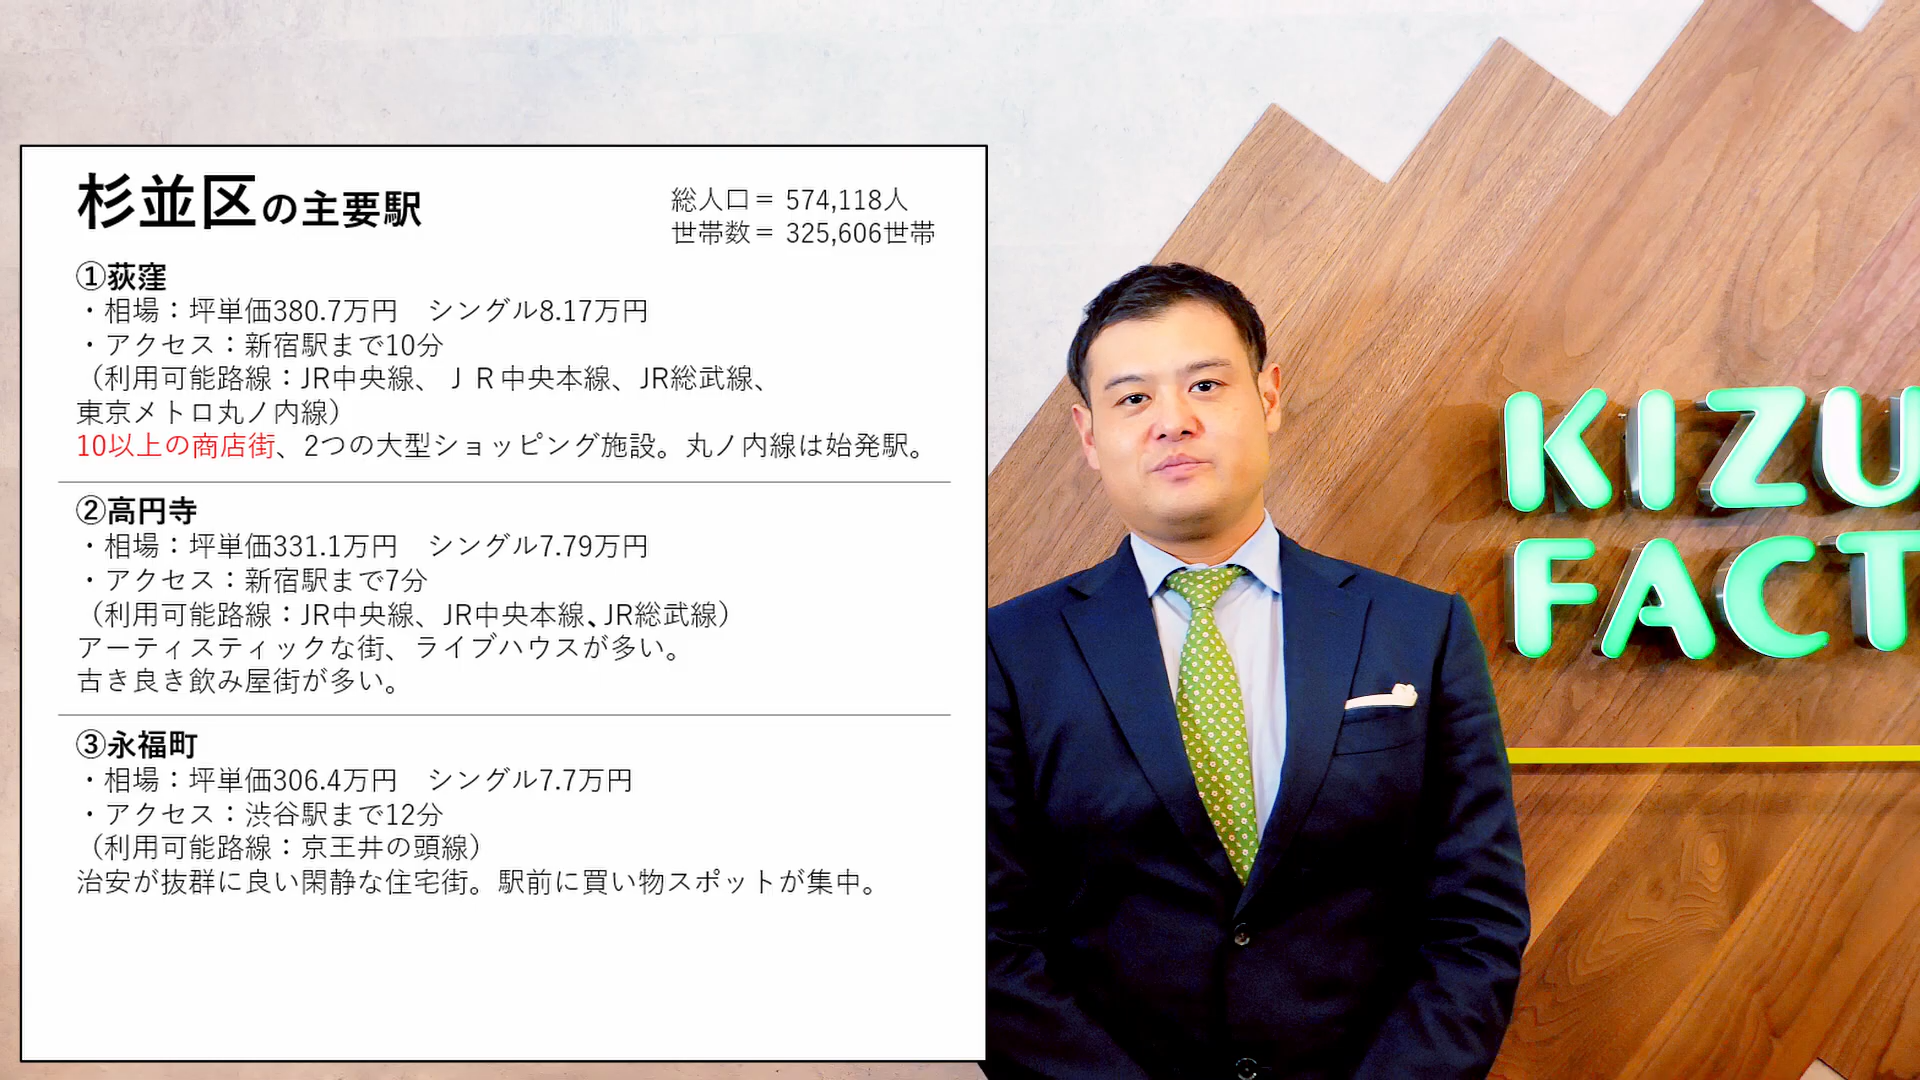 杉並区の主要駅
総人口＝ 574,118人
世帯数＝ 325,606世帯
①荻窪
・相場：坪単価380.7万円　シングル8.17万円
・アクセス：新宿駅まで10分
（利用可能路線：JR中央線、ＪＲ中央本線、JR総武線、
東京メトロ丸ノ内線）
10以上の商店街、2つの大型ショッピング施設。丸ノ内線は始発駅。
②高円寺
・相場：坪単価331.1万円　シングル7.79万円
・アクセス：新宿駅まで7分
（利用可能路線：JR中央線、JR中央本線、JR総武線）
アーティスティックな街、ライブハウスが多い。
古き良き飲み屋街が多い。
③永福町
・相場：坪単価306.4万円　シングル7.7万円
・アクセス：渋谷駅まで12分
（利用可能路線：京王井の頭線）
治安が抜群に良い閑静な住宅街。駅前に買い物スポットが集中。
KIZU
FACT